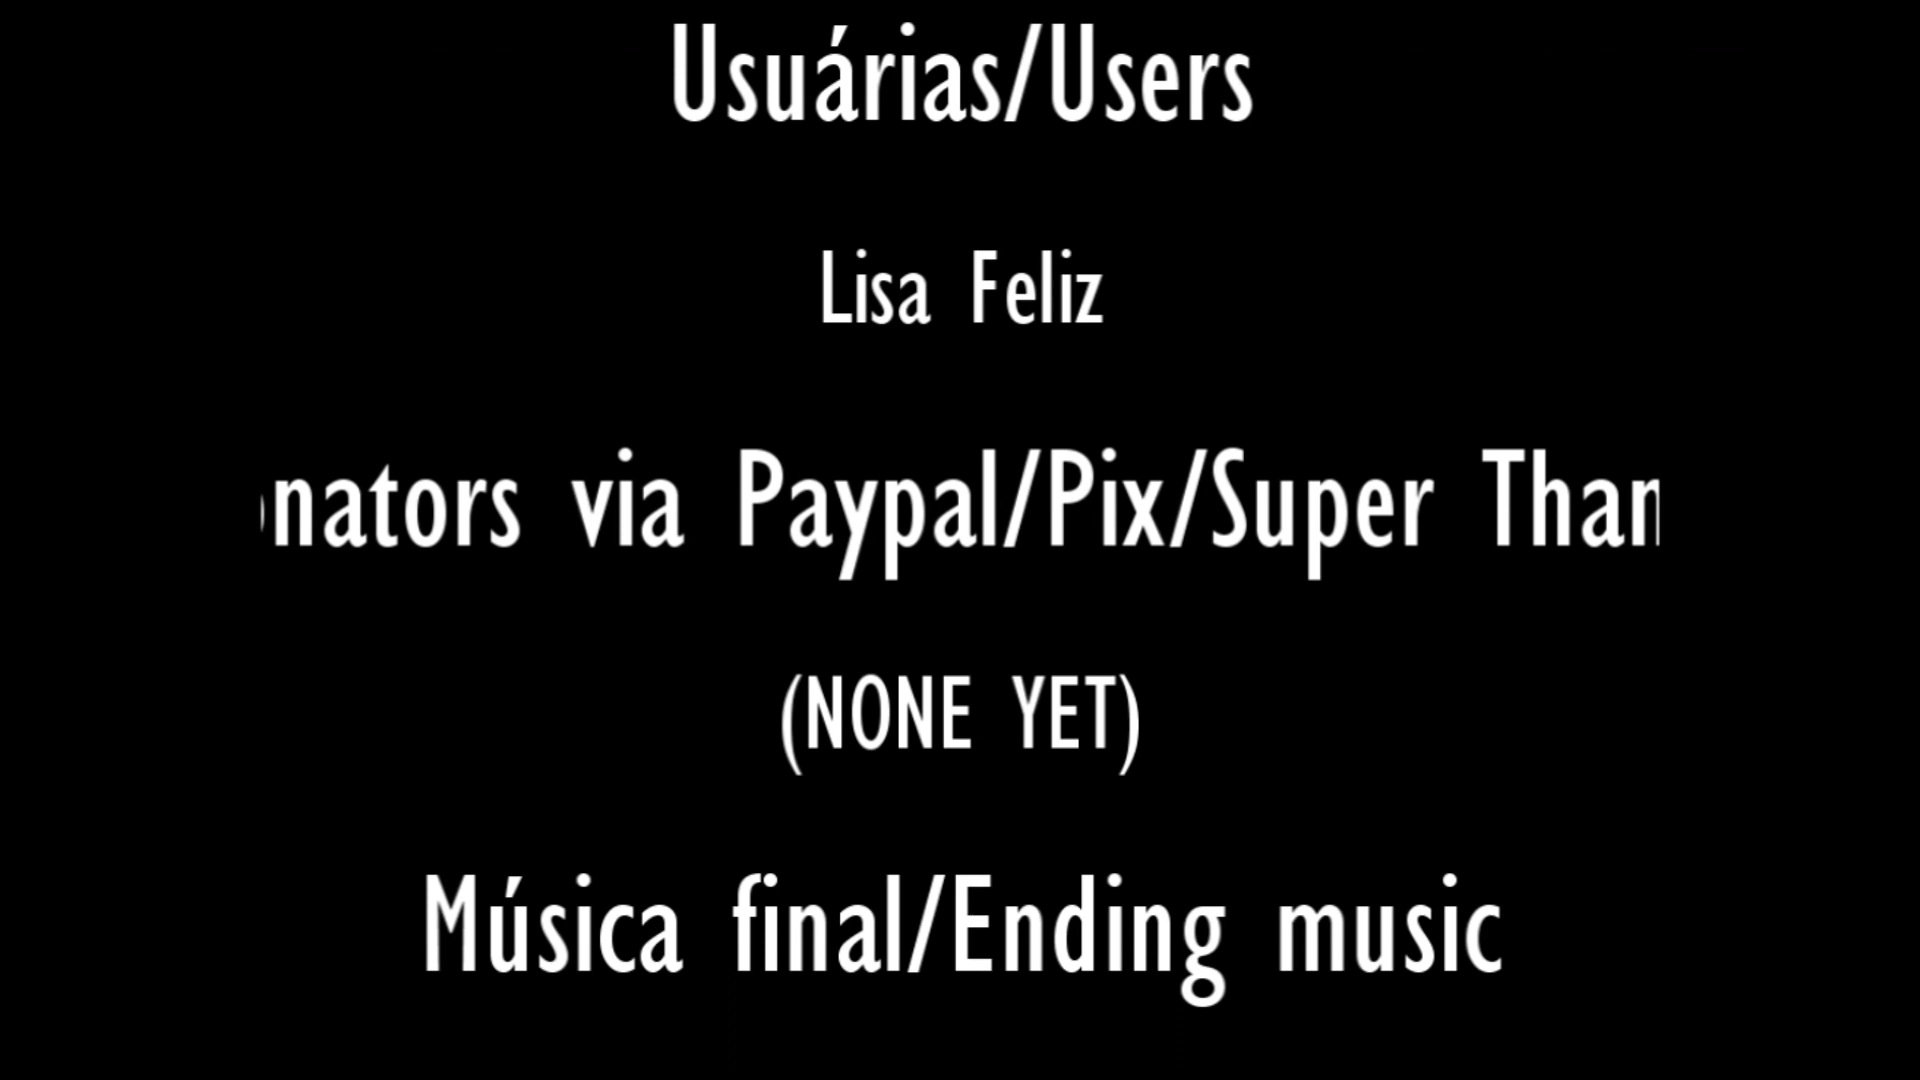 Usuárias/Users
Lisa Feliz
nators via Paypal/Pix/Super Than
(NONE YET)
Música final/Ending music